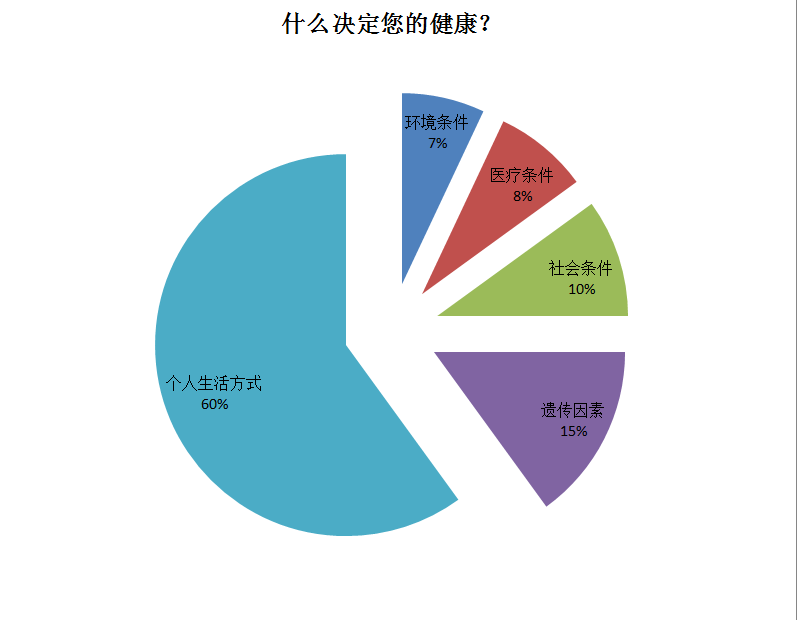 什么决定您的健康？
环境条件
7%
医疗条件
8%
社会条件
10%
遗传因素
15%
个人生活方式
60%